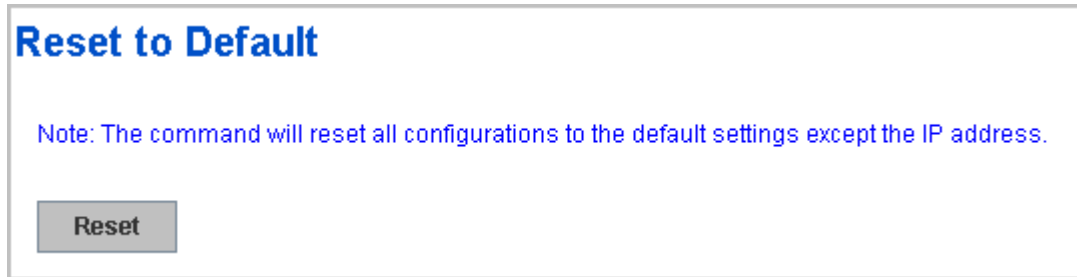 Reset to Default
Note: The command will reset all configurations to the default settings except the IP address.
Reset